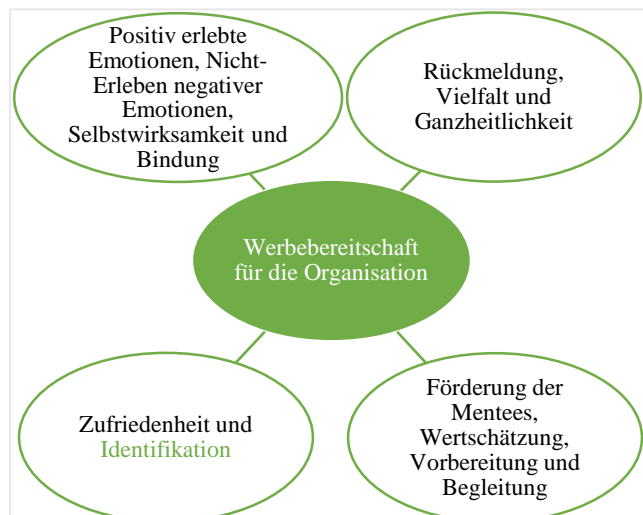 Positiv erlebte
Emotionen, Nicht-
Erleben negativer
Emotionen,
Selbstwirksamkeit und
Bindung
Rückmeldung,
Vielfalt und
Ganzheitlichkeit
Werbebereitschaft
für die Organisation
Zufriedenheit und
Identifikation
Förderung der
Mentees,
Wertschätzung,
Vorbereitung und
Begleitung